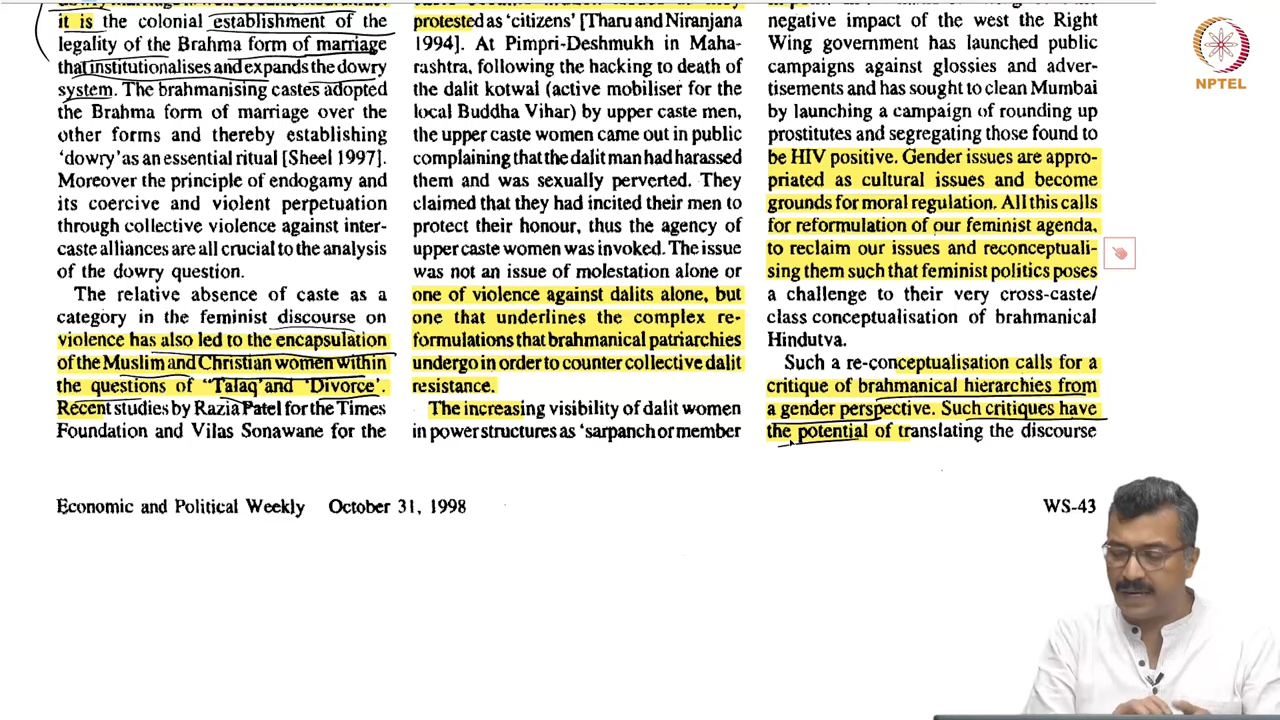 it is the colonial establishment of the
legality of the Brahma form of marriage
that institutionalises and expands the dowry
system. The brahmanising castes adopted
the Brahma form of marriage over the
other forms and thereby establishing
'dowry' as an essential ritual [Sheel 1997].
Moreover the principle of endogamy and
its coercive and violent perpetuation
through collective violence against inter-
caste alliances are all crucial to the analysis
of the dowry question.
The relative absence of caste as a
category in the feminist discourse on
violence has also led to the encapsulation
of the Muslim and Christian women within
the questions of "Talaq' and 'Divorce'.
Recent studies by Razia Patel for the Times
Foundation and Vilas Sonawane for the
protested as 'citizens' [Tharu and Niranjana
1994]. At Pimpri-Deshmukh in Maha-
rashtra, following the hacking to death of
the dalit kotwal (active mobiliser for the
local Buddha Vihar) by upper caste men,
the upper caste women came out in public
complaining that the dalit man had harassed
them and was sexually perverted. They
claimed that they had incited their men to
protect their honour, thus the agency of
upper caste women was invoked. The issue
was not an issue of molestation alone or
one of violence against dalits alone, but
one that underlines the complex re-
formulations that brahmanical patriarchies
undergo in order to counter collective dalit
resistance.
The increasing visibility of dalit women
in power structures as 'sarpanch or member
negative impact of the west the Right
Wing government has launched public
campaigns against glossies and adver-
tisements and has sought to clean Mumbai
by launching a campaign of rounding up
prostitutes and segregating those found to
be HIV positive. Gender issues are appro-
priated as cultural issues and become
grounds for moral regulation. All this calls
for reformulation of our feminist agenda,
to reclaim our issues and reconceptuali-
sing them such that feminist politics poses
a challenge to their very cross-caste/
class conceptualisation of brahmanical
Hindutva.
Such a re-conceptualisation calls for a
critique of brahmanical hierarchies from
a gender perspective. Such critiques have
the potential of translating the discourse
Economic and Political Weekly October 31, 1998
WS-43
NPTEL